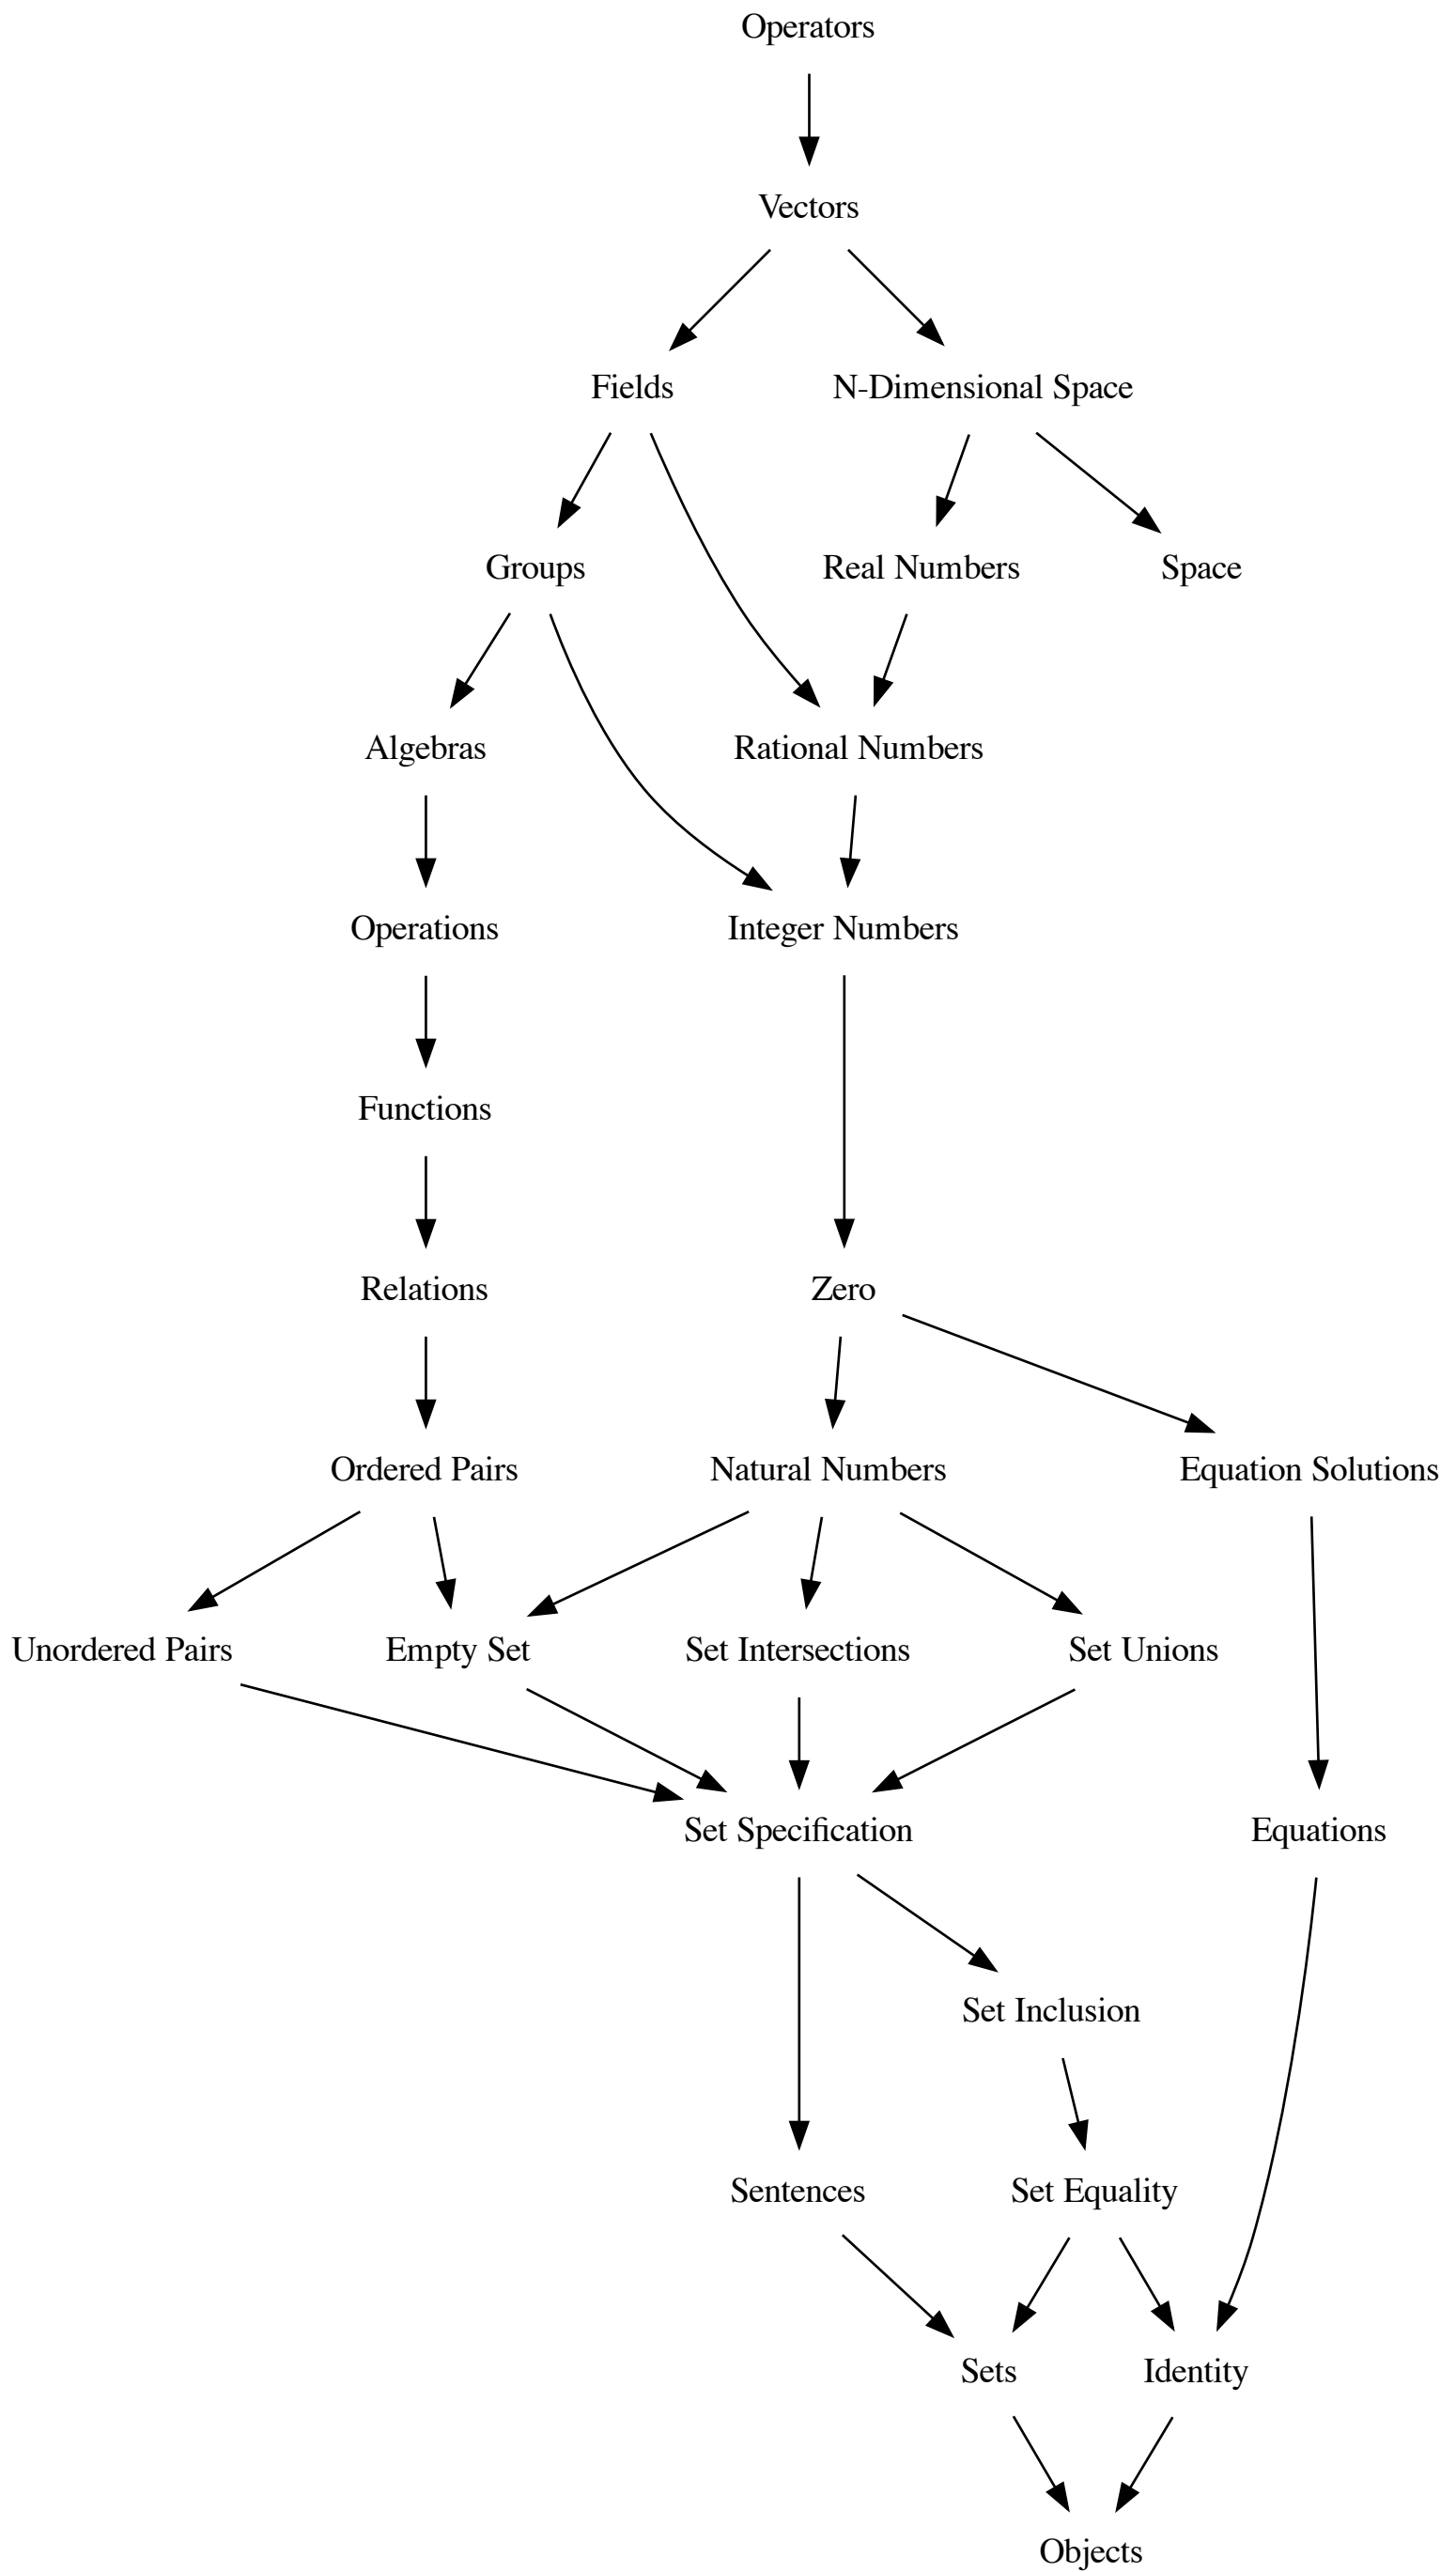 Operators
Vectors
Fields
N-Dimensional Space
Groups
Real Numbers
Space
Algebras
Rational Numbers
Operations
Integer Numbers
Functions
Relations
Zero
Ordered Pairs
Natural Numbers
Equation Solutions
Unordered Pairs
Empty Set
Set Intersections
Set Unions
Set Specification
Equations
Set Inclusion
Sentences
Set Equality
Sets
Identity
Objects